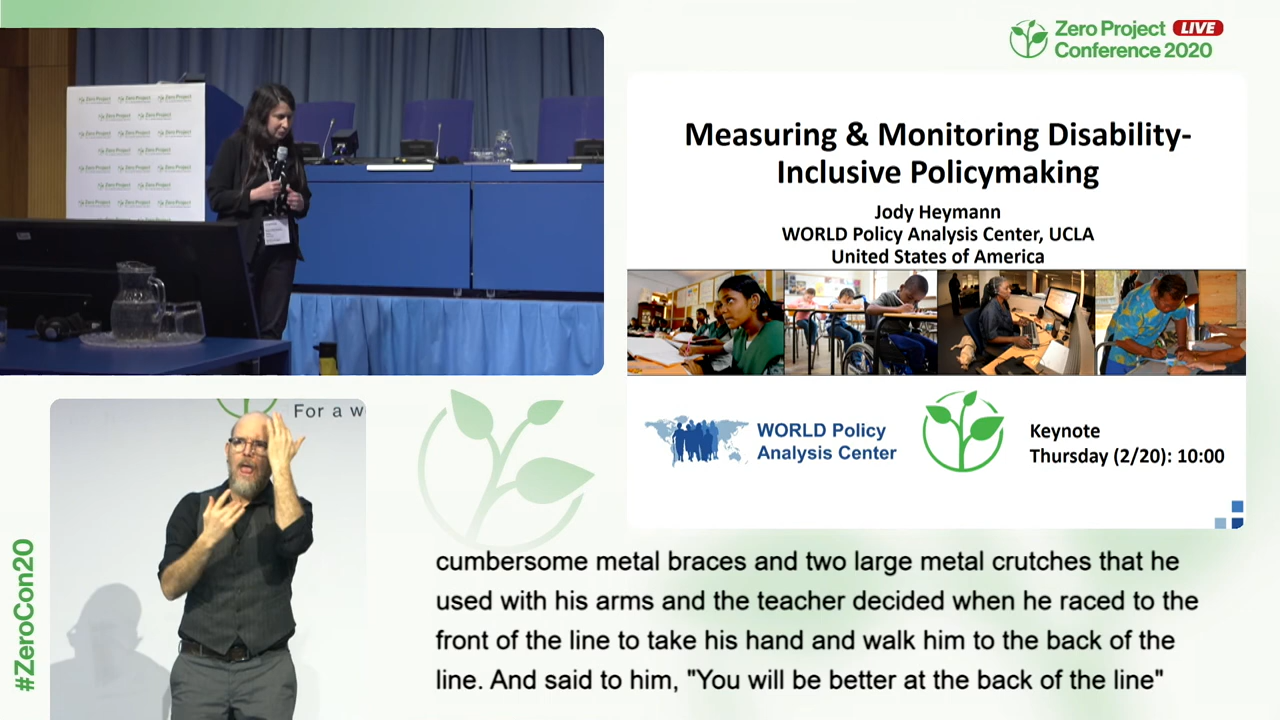 Zero Project LIVE
Conference 2020
Measuring & Monitoring Disability-
Inclusive Policymaking
Jody Heymann
WORLD Policy Analysis Center, UCLA
United States of America
WORLD Policy
Analysis Center
Keynote
Thursday (2/20): 10:00
For a w
#ZeroCon20
cumbersome metal braces and two large metal crutches that he
used with his arms and the teacher decided when he raced to the
front of the line to take his hand and walk him to the back of the
line. And said to him, "You will be better at the back of the line"